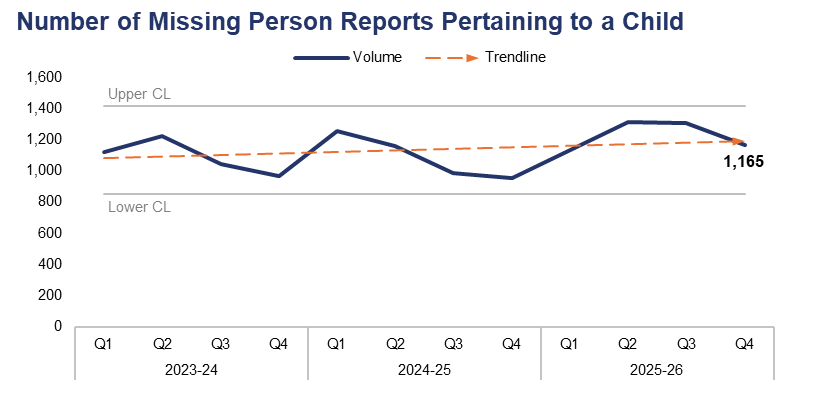 Number of Missing Person Reports Pertaining to a Child
Volume Trendline
1,600
Upper CL
1,400
1,200
1,165
1,000
800
Lower CL
600
400
200
0
Q1 Q2 Q3 Q4 Q1 Q2 Q3 Q4 Q1 Q2 Q3 Q4
2023-24 2024-25 2025-26